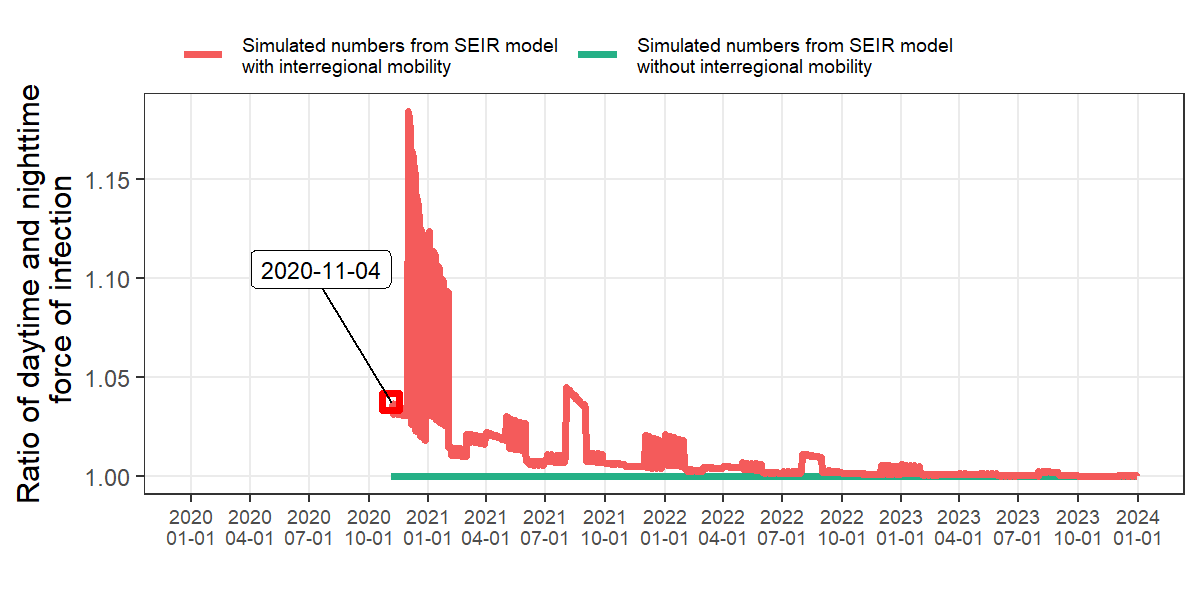 Simulated numbers from SEIR model
with interregional mobility
Simulated numbers from SEIR model
without interregional mobility
Ratio of daytime and nighttime
force of infection
1.15
1.10
1.05
1.00
2020-11-04
2020 2020 2020 2020 2021 2021 2021 2021 2022 2022 2022 2022 2023 2023 2023 2023 2024
01-01 04-01 07-01 10-01 01-01 04-01 07-01 10-01 01-01 04-01 07-01 10-01 01-01 04-01 07-01 10-01 01-01